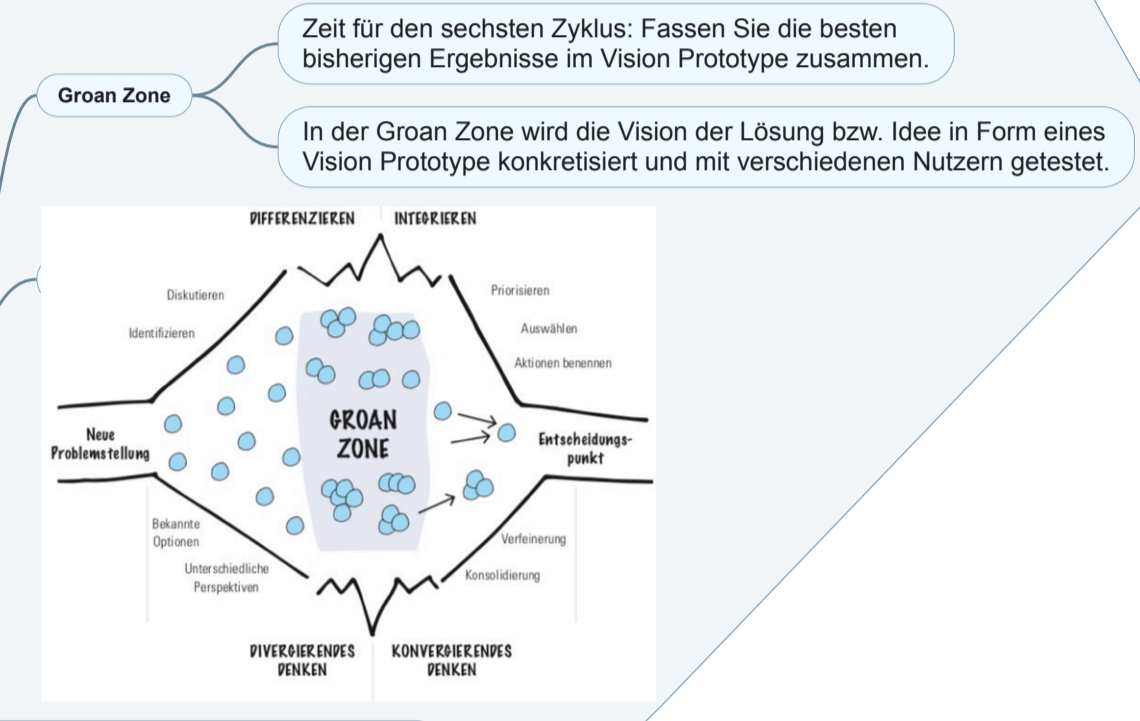 Groan Zone
Zeit für den sechsten Zyklus: Fassen Sie die besten
bisherigen Ergebnisse im Vision Prototype zusammen.
In der Groan Zone wird die Vision der Lösung bzw. Idee in Form eines
Vision Prototype konkretisiert und mit verschiedenen Nutzern getestet.
DIFFERENZIEREN
INTEGRIEREN
Diskutieren
Identifizieren
Priorisieren
Auswählen
Aktionen benennen
Neue
Problemstellung
GROAN
ZONE
Entscheidungs-
punkt
Bekannte
Optionen
Unterschiedliche
Perspektiven
Verfeinerung
Konsolidierung
DIVERGIERENDES
DENKEN
KONVERGIERENDES
DENKEN